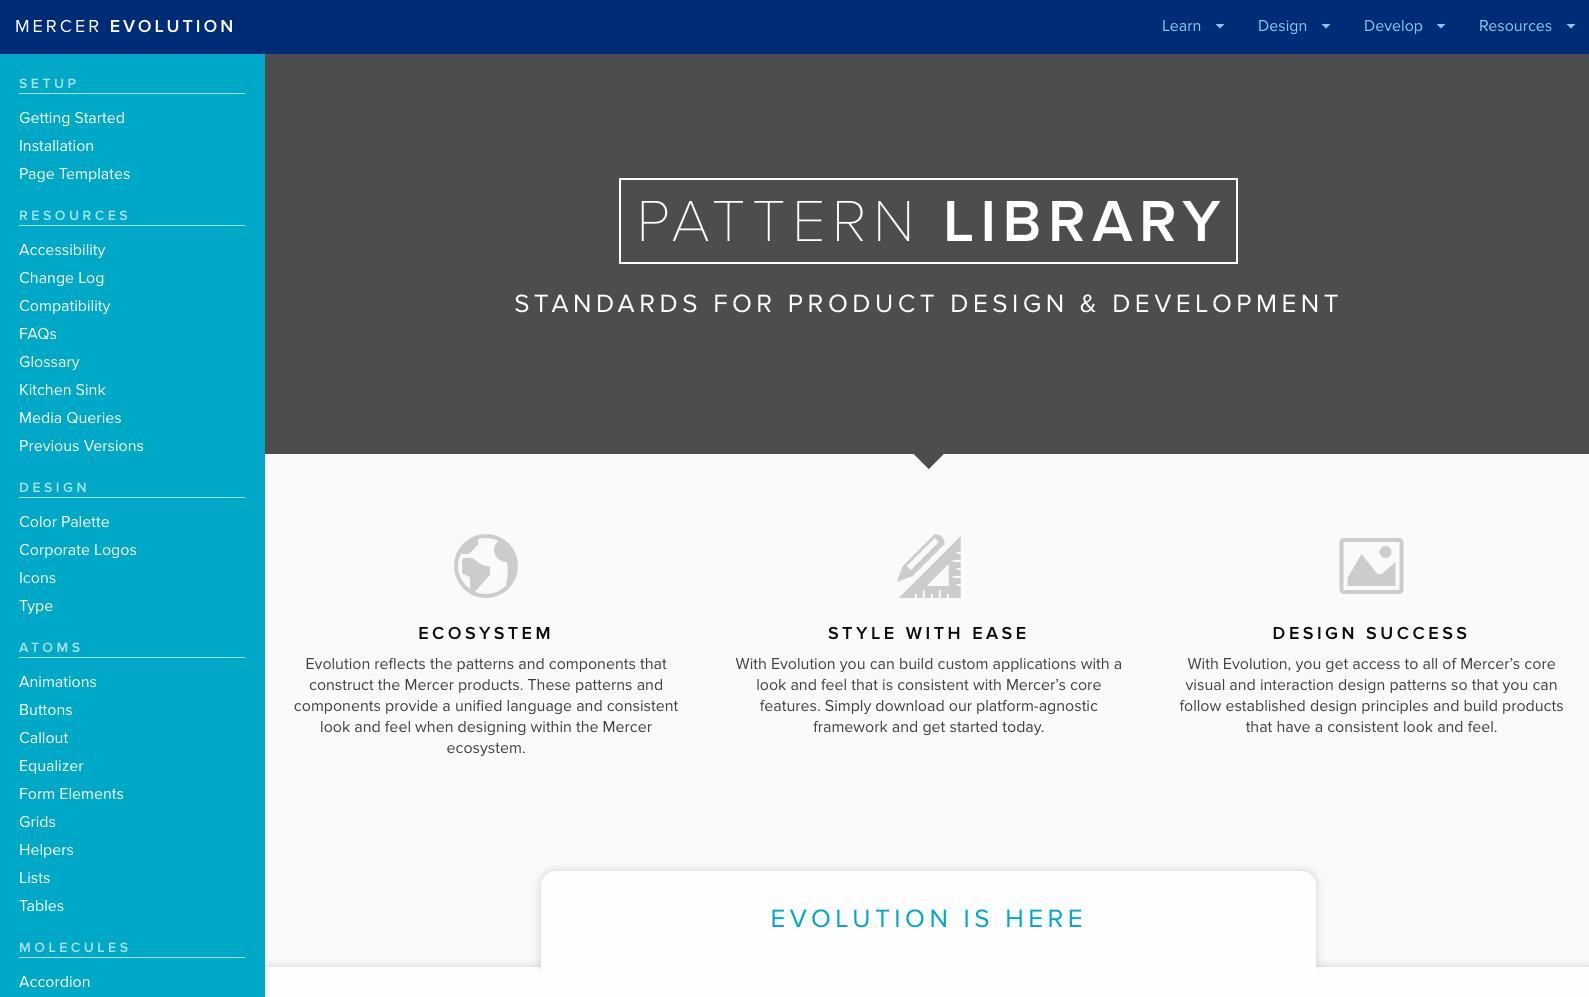 MERCER EVOLUTION
Learn
Design
Develop
Resources
SETUP
Getting Started
Installation
Page Templates
RESOURCES
Accessibility
Change Log
Compatibility
FAQs
Glossary
Kitchen Sink
Media Queries
Previous Versions
DESIGN
Color Palette
Corporate Logos
Icons
Type
ATOMS
Animations
Buttons
Callout
Equalizer
Form Elements
Grids
Helpers
Lists
Tables
MOLECULES
Accordion
PATTERN LIBRARY
STANDARDS FOR PRODUCT DESIGN & DEVELOPMENT
ECOSYSTEM
Evolution reflects the patterns and components that
construct the Mercer products. These patterns and
components provide a unified language and consistent
look and feel when designing within the Mercer
ecosystem.
STYLE WITH EASE
With Evolution you can build custom applications with a
look and feel that is consistent with Mercer’s core
features. Simply download our platform-agnostic
framework and get started today.
DESIGN SUCCESS
With Evolution, you get access to all of Mercer’s core
visual and interaction design patterns so that you can
follow established design principles and build products
that have a consistent look and feel.
EVOLUTION IS HERE